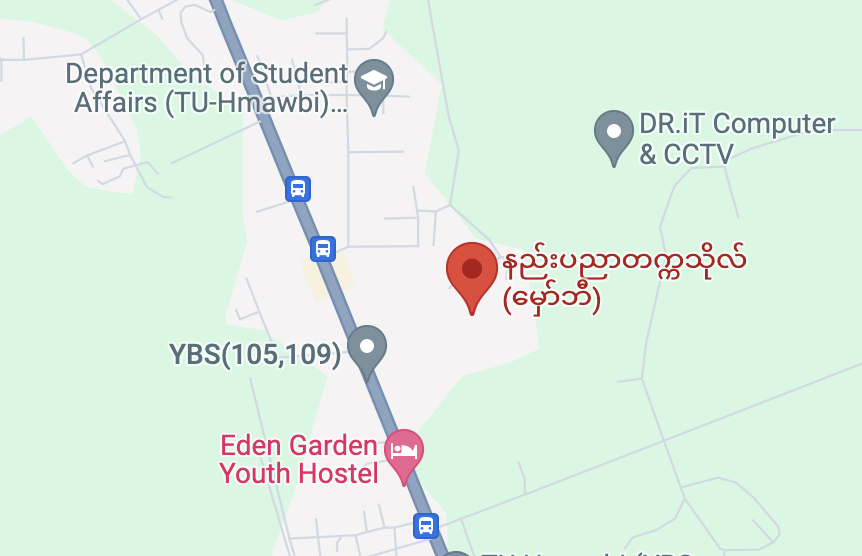 Department of Student
Affairs (TU-Hmawbi)...
DR.iT Computer
& CCTV
နည်းပညာတက္ကသိုလ်
(မှော်ဘီ)
YBS(105,109)
Eden Garden
Youth Hostel